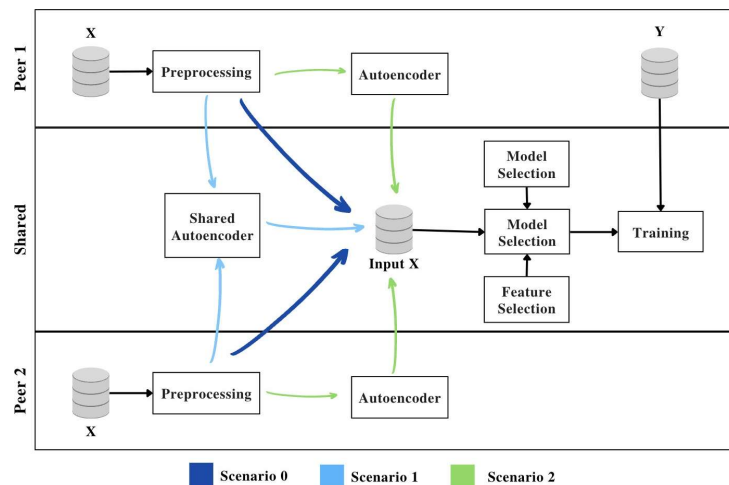 Peer 1
X
Preprocessing
Autoencoder
Y
Shared
Shared
Autoencoder
Input X
Model
Selection
Model
Selection
Feature
Selection
Training
Peer 2
X
Preprocessing
Autoencoder
Scenario 0
Scenario 1
Scenario 2